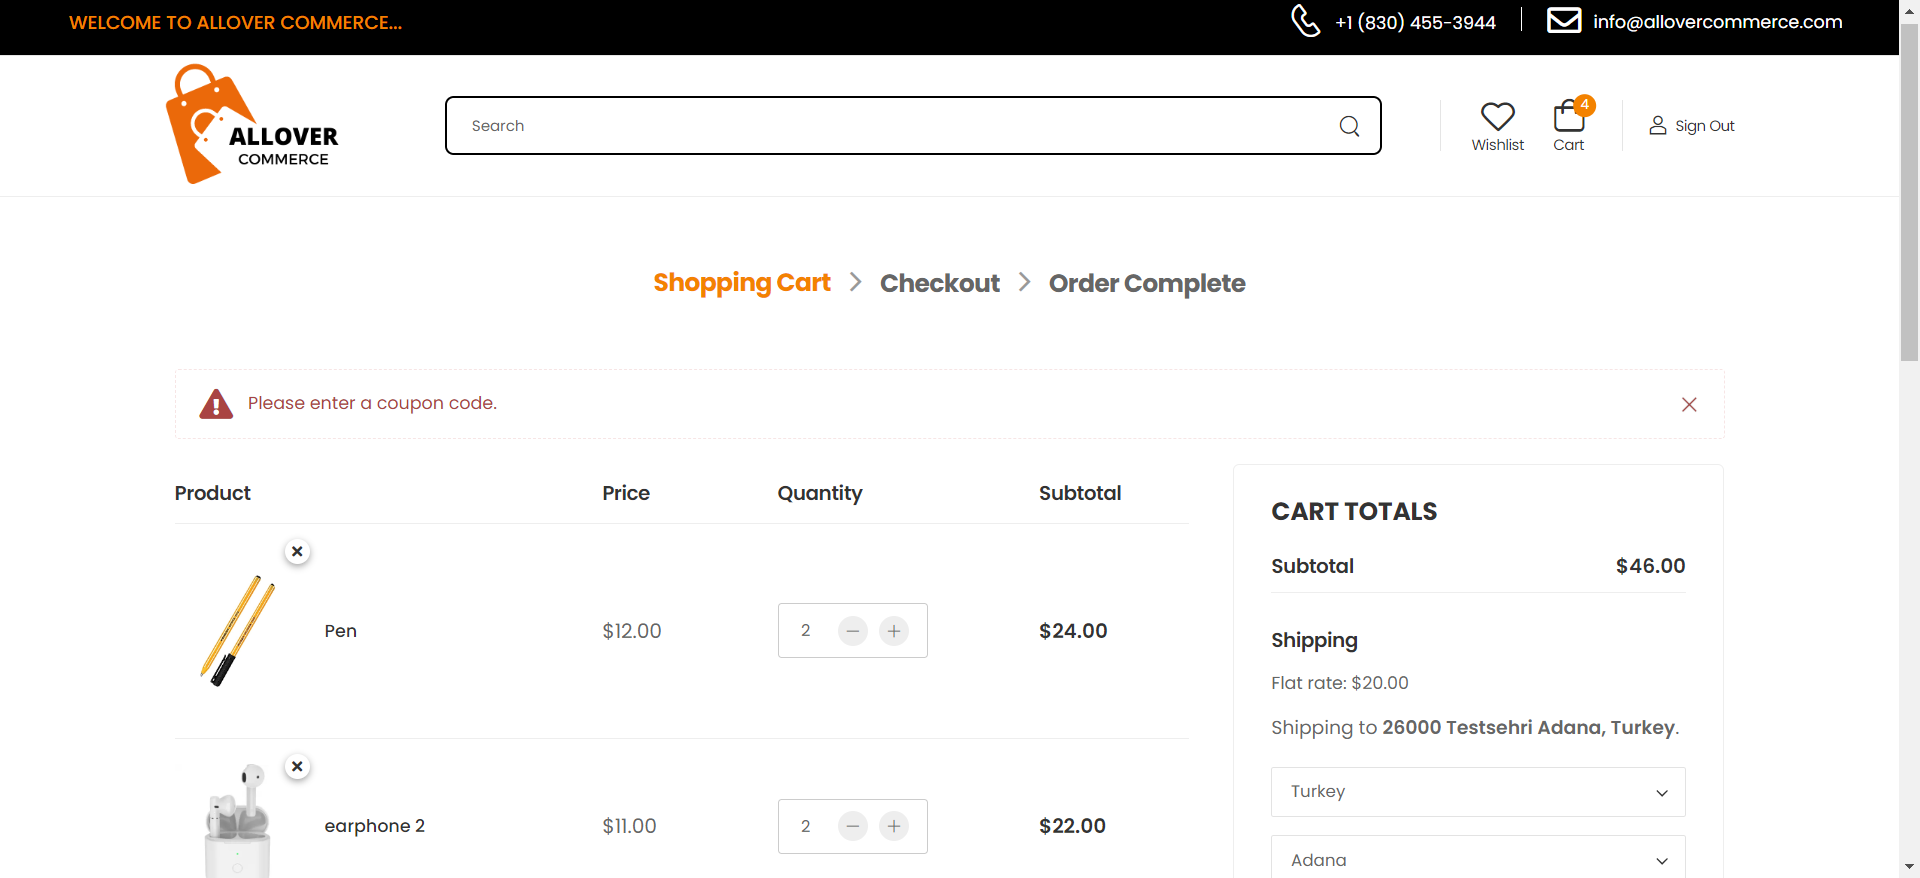 WELCOME TO ALLOVER COMMERCE...
+1 (830) 455-3944
info@allovercommerce.com
ALLOVER
COMMERCE
Search
Wishlist
4
Cart
Sign Out
Shopping Cart
Checkout
Order Complete
Please enter a coupon code.
Product Price Quantity Subtotal
Pen $12.00 2 $24.00
earphone 2 $11.00 2 $22.00
CART TOTALS
Subtotal $46.00
Shipping
Flat rate: $20.00
Shipping to 26000 Testsehri Adana, Turkey.
Turkey
Adana